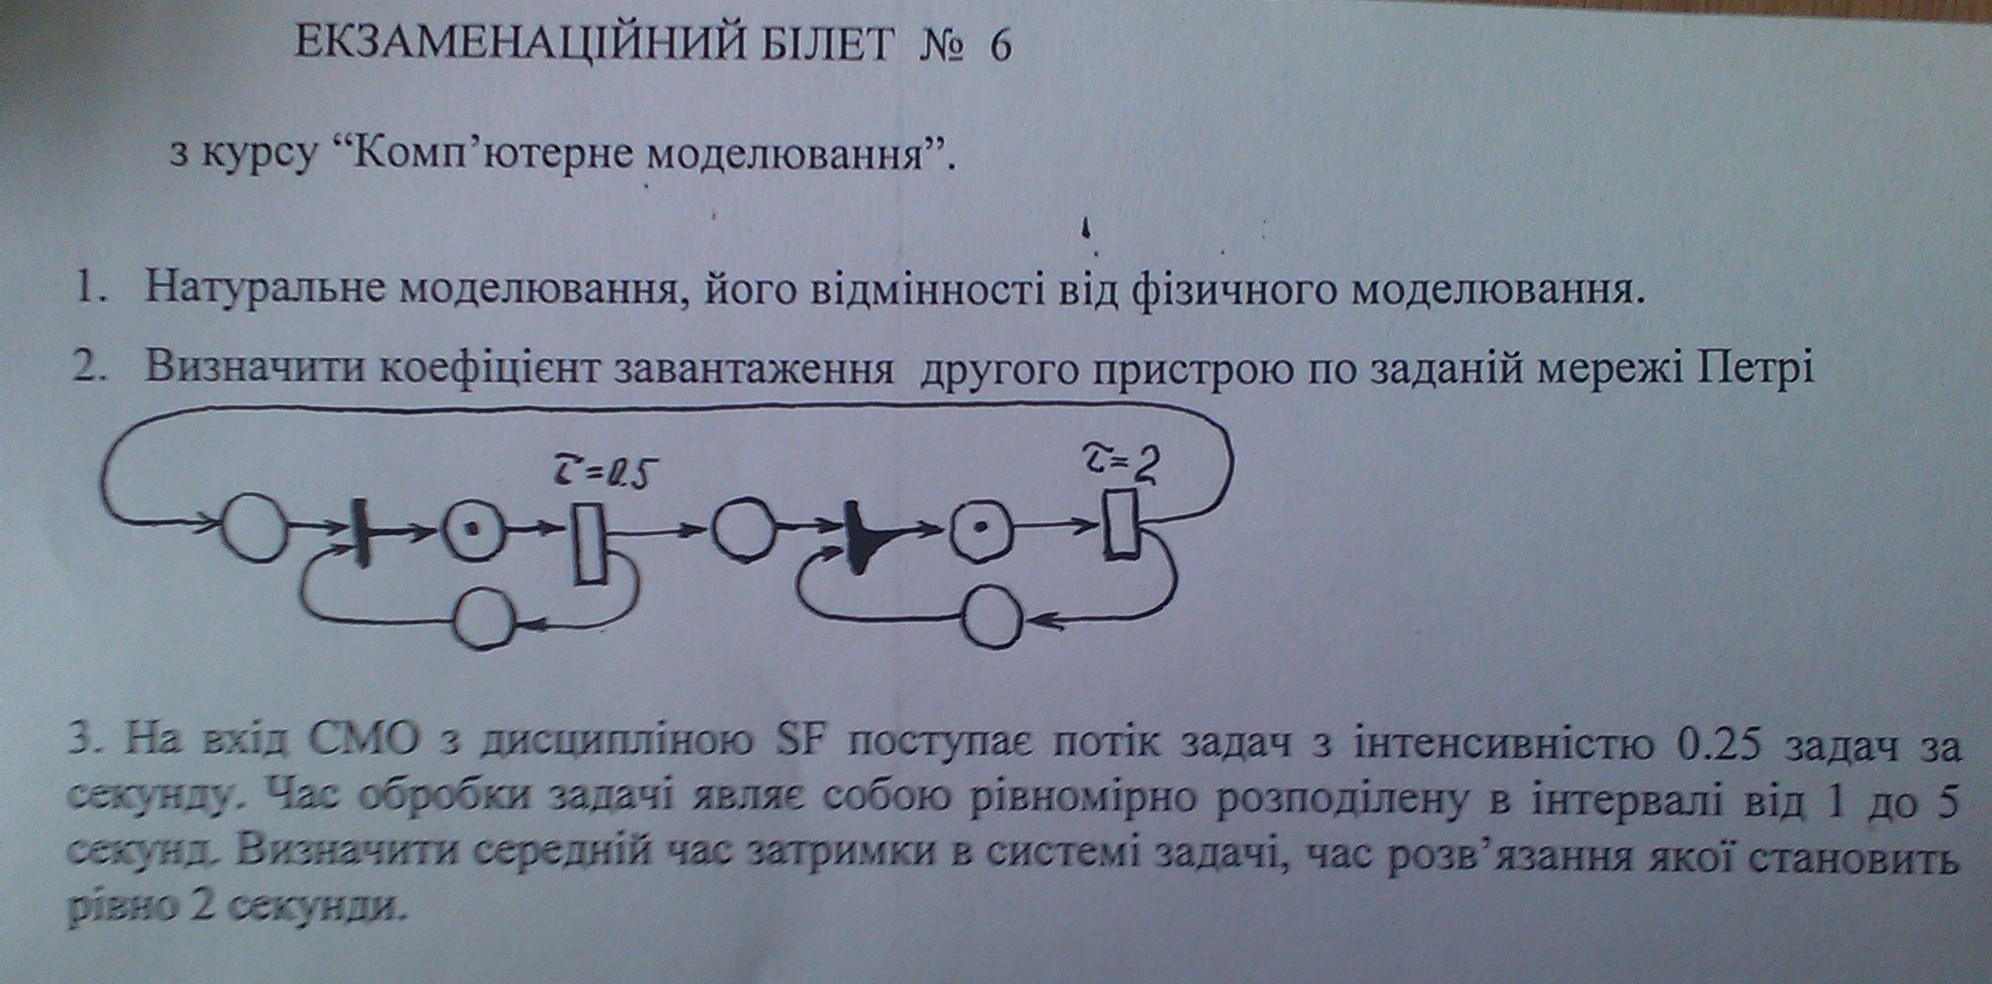 ЕКЗАМЕНАЦІЙНИЙ БІЛЕТ № 6
з курсу “Комп’ютерне моделювання”.
1. Натуральне моделювання, його відмінності від фізичного моделювання.
2. Визначити коефіцієнт завантаження другого пристрою по заданій мережі Петрі
τ=0.5
τ=2
3. На вхід СМО з дисципліною SF поступає потік задач з інтенсивністю 0.25 задач за
секунду. Час обробки задачі являє собою рівномірно розподілену в інтервалі від 1 до 5
секунд. Визначити середній час затримки в системі задачі, час розв’язання якої становить
рівно 2 секунди.